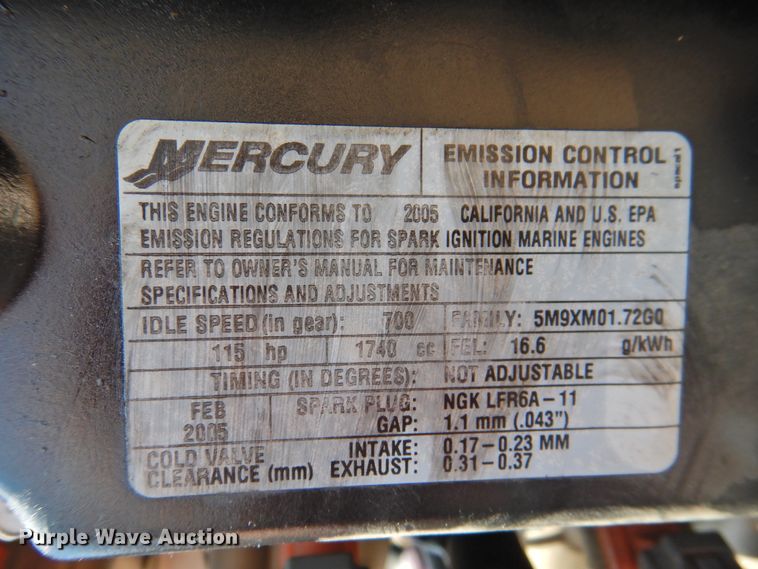 MERCURY
EMISSION CONTROL
INFORMATION
THIS ENGINE CONFORMS TO 2005 CALIFORNIA AND U.S. EPA
EMISSION REGULATIONS FOR SPARK IGNITION MARINE ENGINES
REFER TO OWNER'S MANUAL FOR MAINTENANCE
SPECIFICATIONS AND ADJUSTMENTS
IDLE SPEED (in gear): 700 FAMILY: 5M9XM01.72G0
115 hp 1740 cc FEL: 16.6 g/kWh
TIMING (IN DEGREES): NOT ADJUSTABLE
FEB
2005
SPARK PLUG: NGK LFR6A-11
GAP: 1.1 mm (.043")
COLD VALVE
CLEARANCE (mm)
INTAKE: 0.17-0.23 MM
EXHAUST: 0.31-0.37
Purple Wave Auction